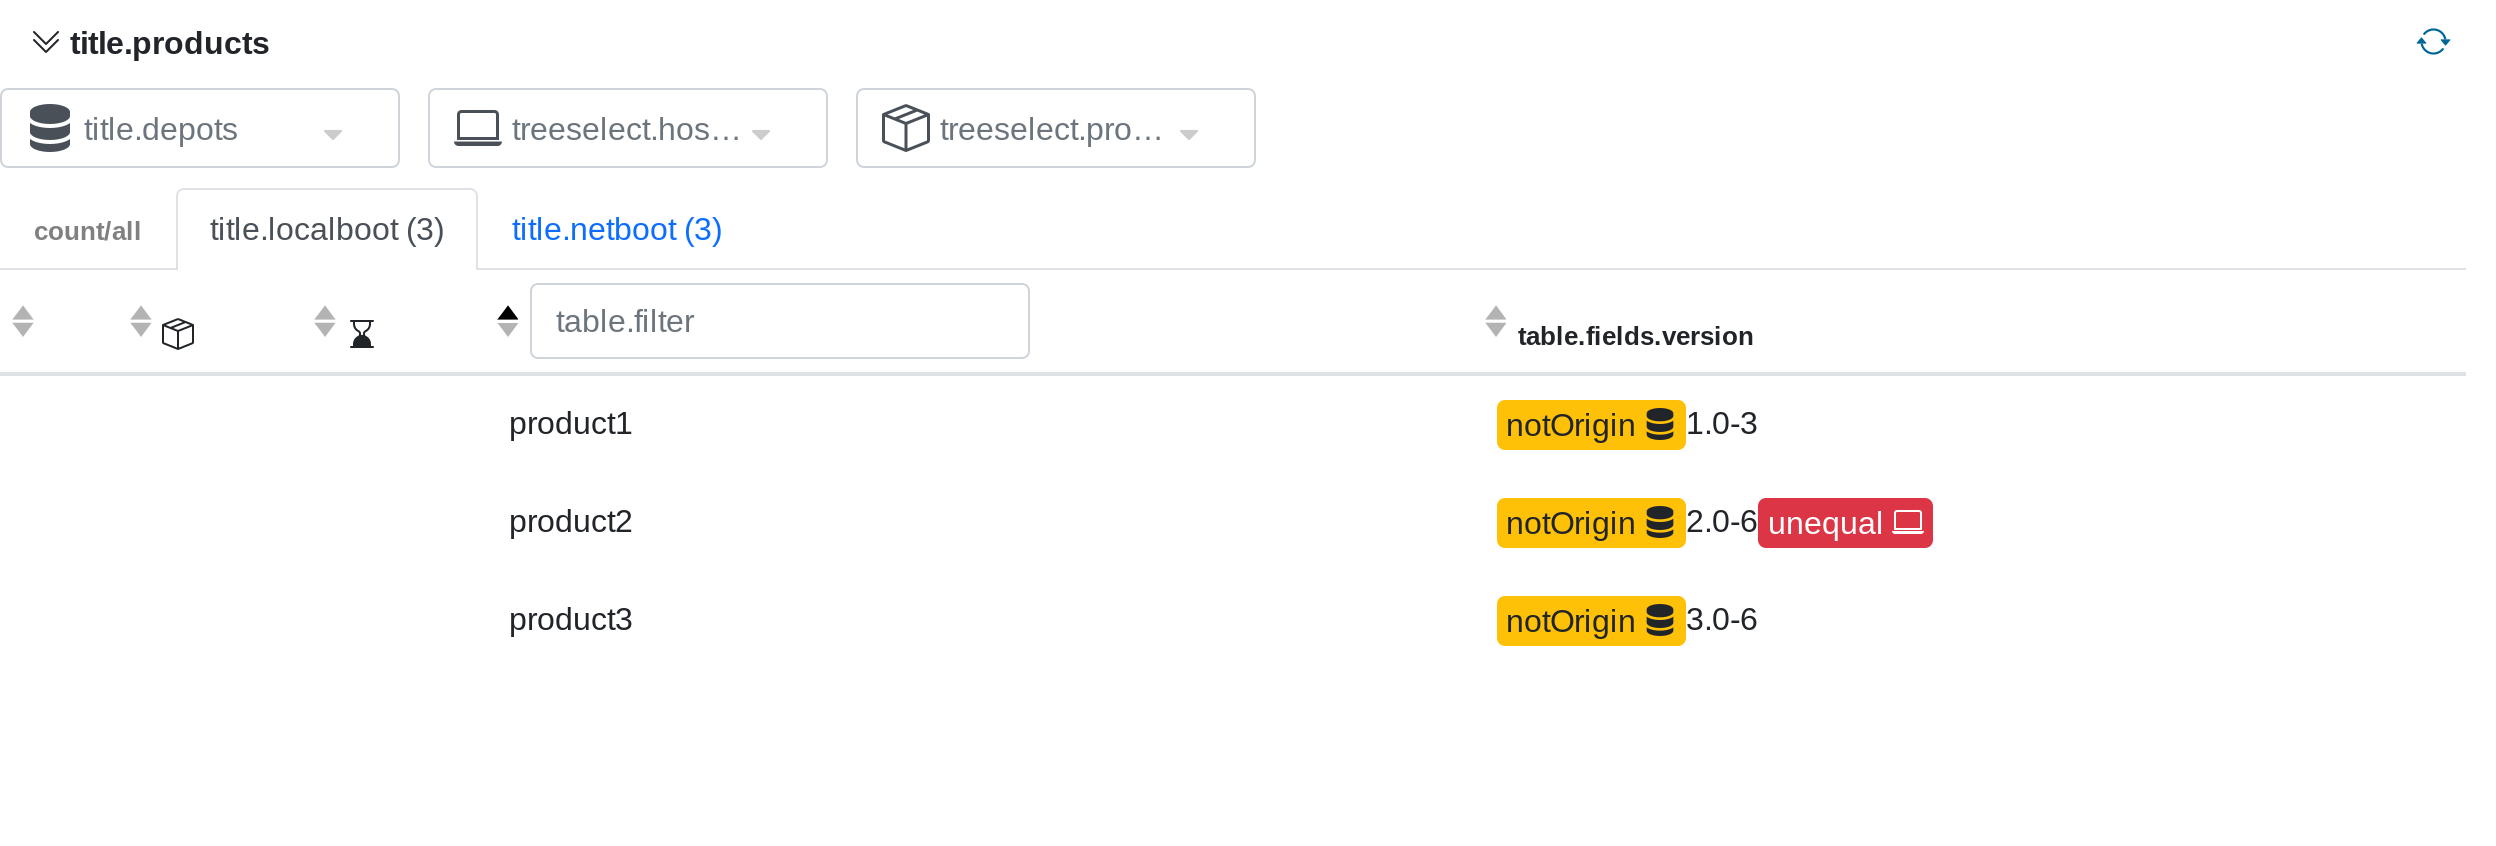 title.products
title.depots treeselect.hos... treeselect.pro...
count/all title.localboot (3) title.netboot (3)
table.filter table.fields.version
product1 notOrigin 1.0-3
product2 notOrigin 2.0-6 unequal
product3 notOrigin 3.0-6